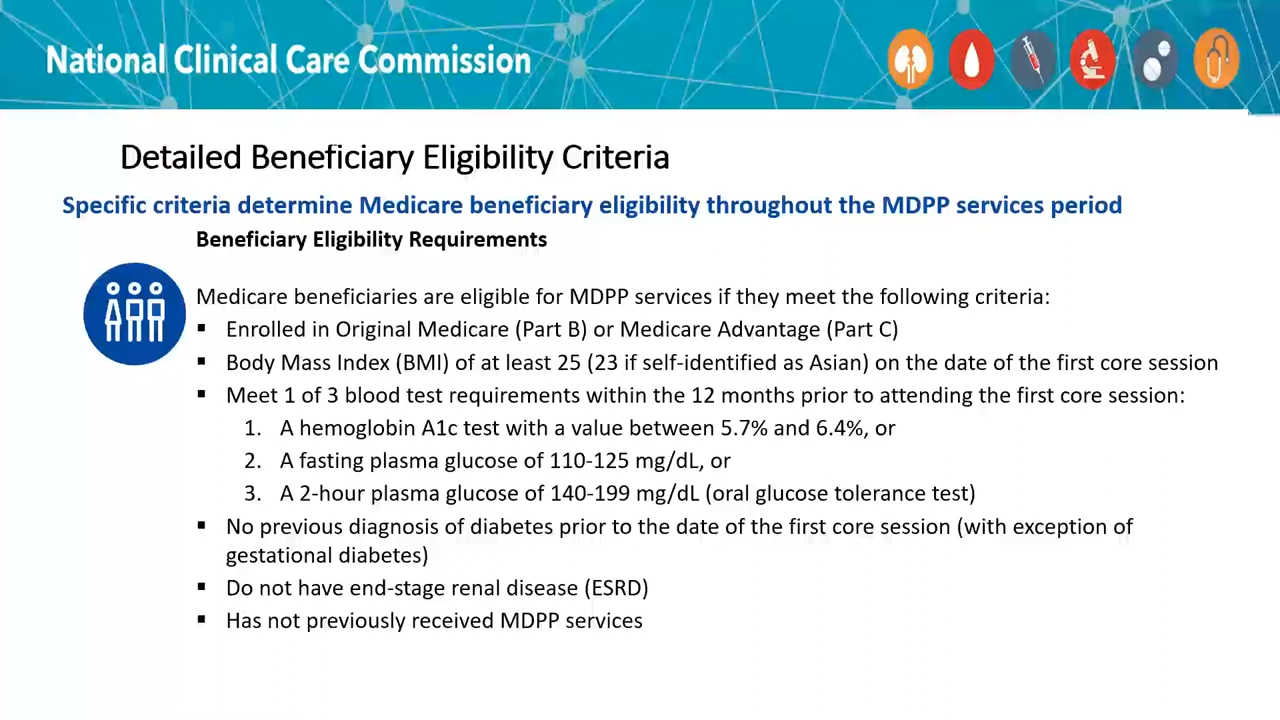 National Clinical Care Commission
Detailed Beneficiary Eligibility Criteria
Specific criteria determine Medicare beneficiary eligibility throughout the MDPP services period
Beneficiary Eligibility Requirements
Medicare beneficiaries are eligible for MDPP services if they meet the following criteria:
▪ Enrolled in Original Medicare (Part B) or Medicare Advantage (Part C)
▪ Body Mass Index (BMI) of at least 25 (23 if self-identified as Asian) on the date of the first core session
▪ Meet 1 of 3 blood test requirements within the 12 months prior to attending the first core session:
1. A hemoglobin A1c test with a value between 5.7% and 6.4%, or
2. A fasting plasma glucose of 110-125 mg/dL, or
3. A 2-hour plasma glucose of 140-199 mg/dL (oral glucose tolerance test)
▪ No previous diagnosis of diabetes prior to the date of the first core session (with exception of
gestational diabetes)
▪ Do not have end-stage renal disease (ESRD)
▪ Has not previously received MDPP services